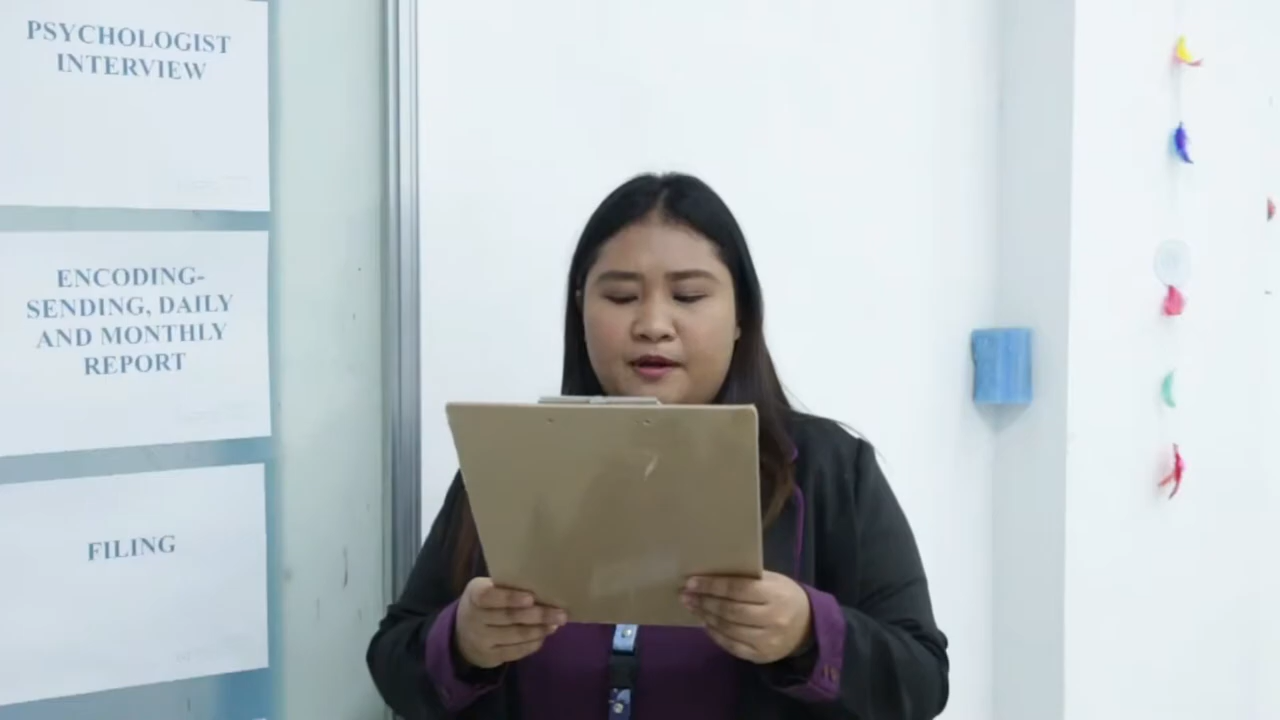 PSYCHOLOGIST
INTERVIEW
ENCODING-
SENDING, DAILY
AND MONTHLY
REPORT
FILING